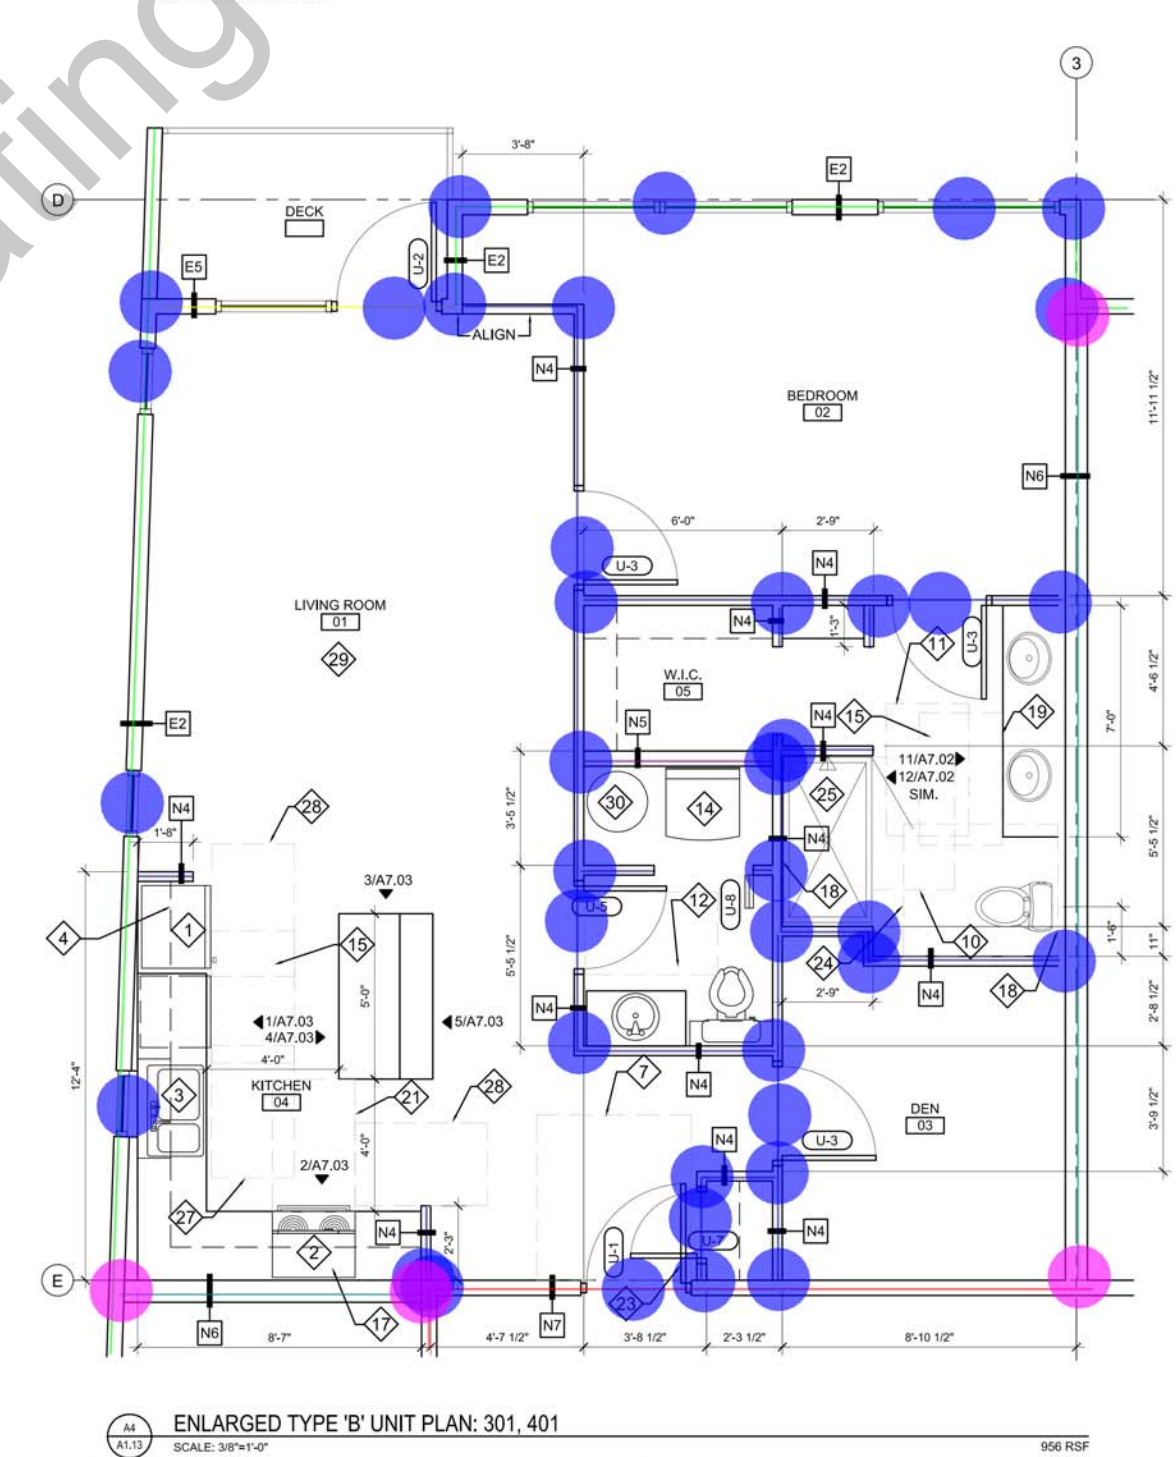 ating
3
3'-8"
E2
D
DECK
E5
U-2
E2
ALIGN
N4
BEDROOM
02
11'-11 1/2"
N6
6'-0"
2'-9"
U-3
N4
LIVING ROOM
01
N4
1'-3"
11
U-3
29
4'-6 1/2"
W.I.C.
05
E2
N5
N4
15
19
7'-0"
11/A7.02
12/A7.02
SIM.
28
30
14
25
N4
1'-8"
3'-5 1/2"
N4
5'-5 1/2"
3/A7.03
1
4
15
12
U-5
U-8
18
5'-0"
5'-5 1/2"
1'-6"
11"
10
24
1/A7.03
4/A7.03
5/A7.03
N4
2'-9"
N4
18
2'-8 1/2"
12'-4"
4'-0"
3
KITCHEN
04
21
28
7
N4
DEN
03
3'-9 1/2"
4'-0"
N4
U-3
2/A7.03
27
N4
2'-3"
2
U-1
U-7
N4
E
23
N6
17
N7
8'-7"
4'-7 1/2"
3'-8 1/2"
2'-3 1/2"
8'-10 1/2"
A4
A1.13
ENLARGED TYPE 'B' UNIT PLAN: 301, 401
SCALE: 3/8"=1'-0"
956 RSF